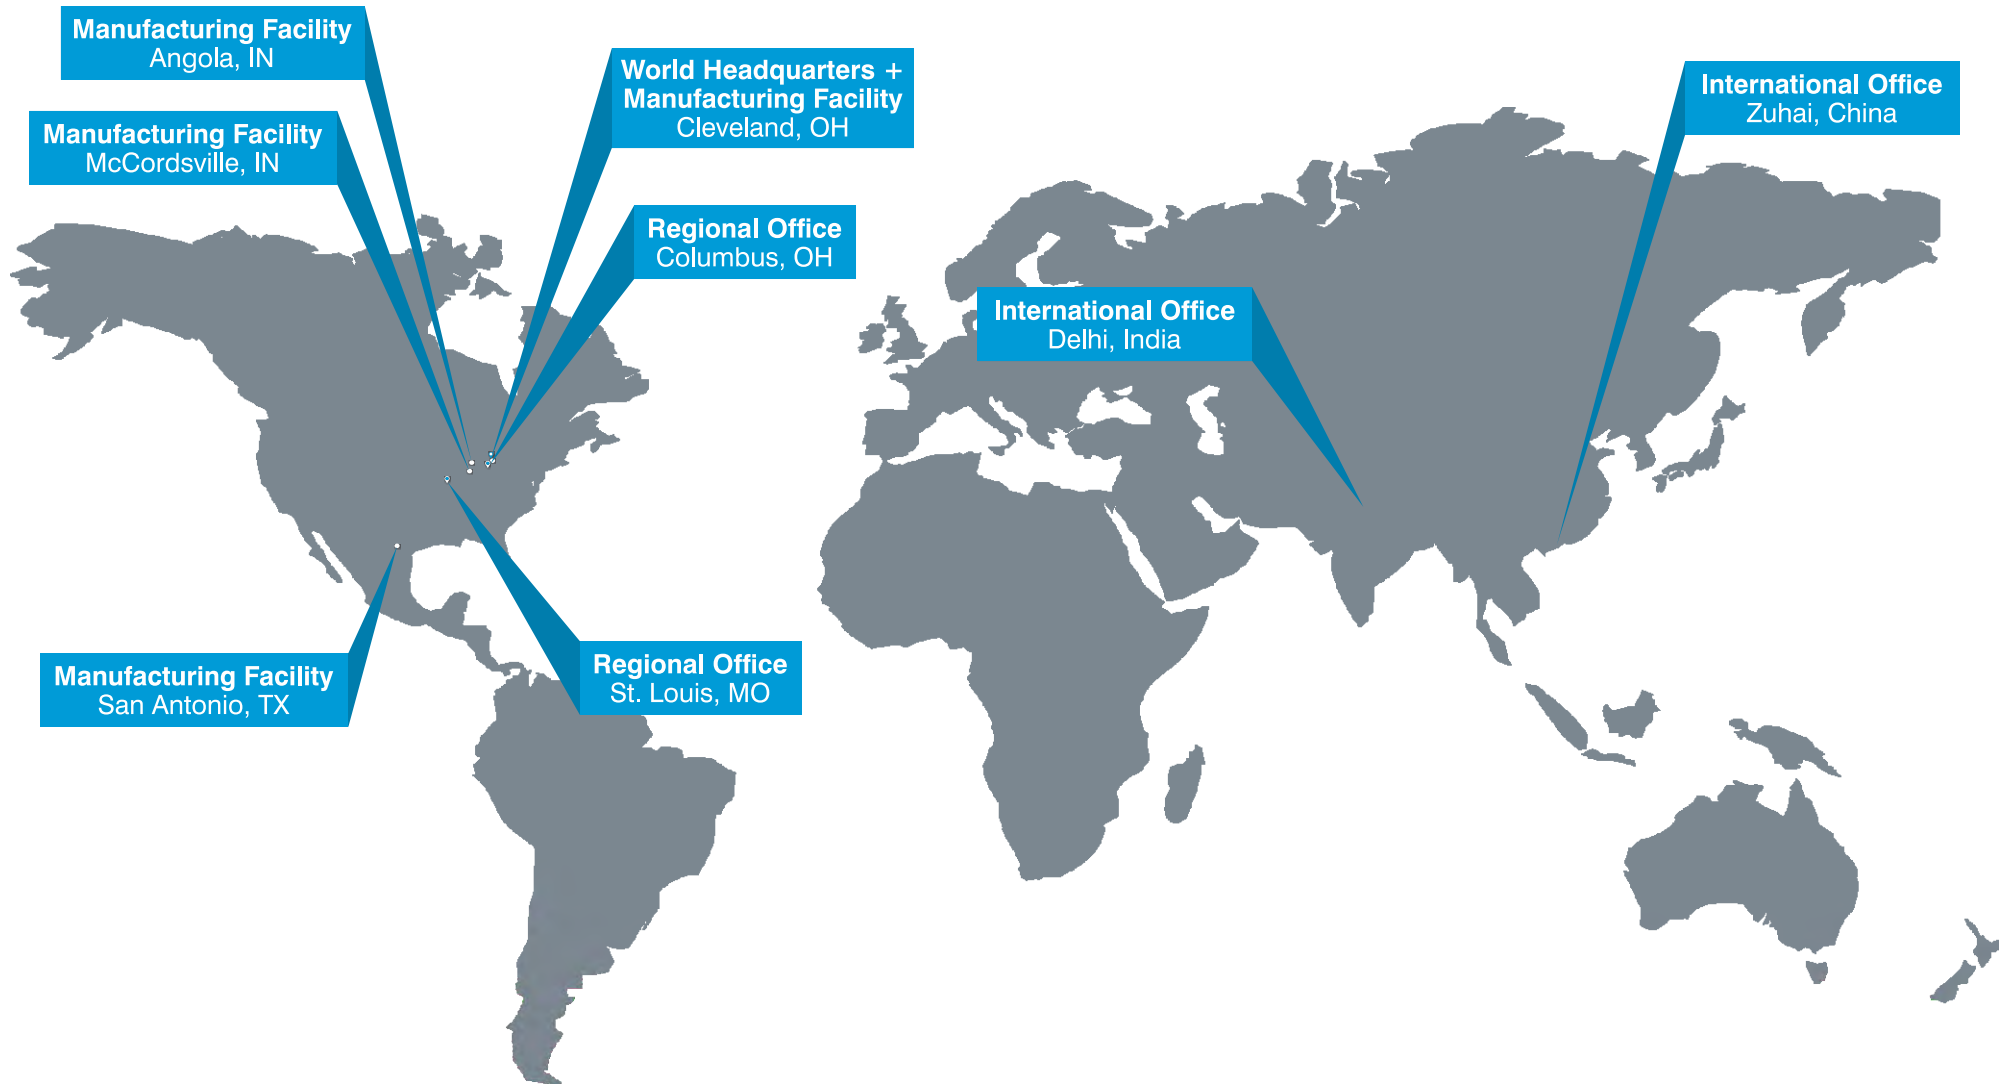 Manufacturing Facility
Angola, IN
World Headquarters +
Manufacturing Facility
Cleveland, OH
International Office
Zuhai, China
Manufacturing Facility
McCordsville, IN
Regional Office
Columbus, OH
International Office
Delhi, India
Manufacturing Facility
San Antonio, TX
Regional Office
St. Louis, MO